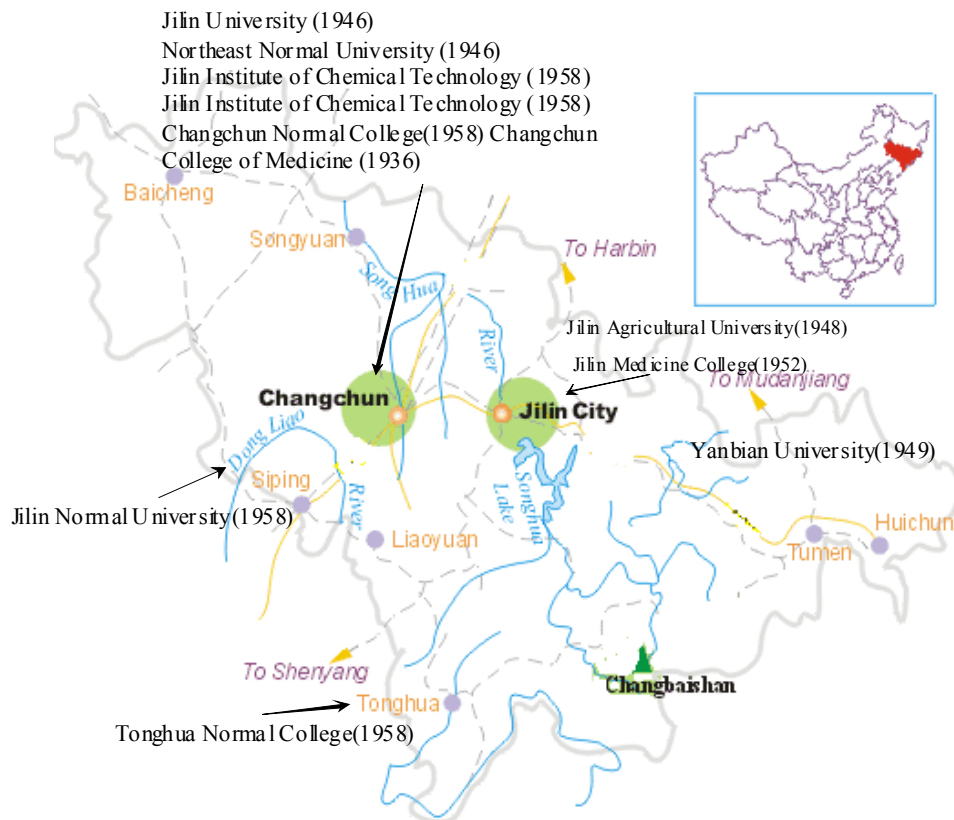 Jilin University (1946)
Northeast Normal University (1946)
Jilin Institute of Chemical Technology (1958)
Jilin Institute of Chemical Technology (1958)
Changchun Normal College(1958) Changchun
College of Medicine (1936)
Baicheng
Songyuan
Song Hua
River
To Harbin
Jilin Agricultural University(1948)
Jilin Medicine College(1952)
To Mudanjiang
Changchun
Jilin City
Yanbian University(1949)
Dong Liao
River
Siping
Jilin Normal University(1958)
Liaoyuan
Songhua
Lake
Huichun
Tumen
To Shenyang
Changbaishan
Tonghua
Tonghua Normal College(1958)